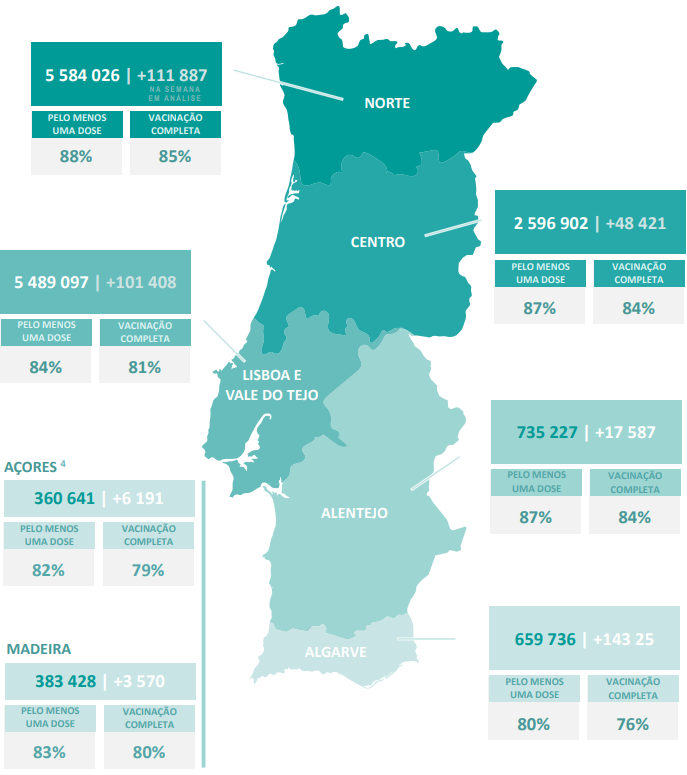 5 584 026 | +111 887
NA SEMANA
EM ANÁLISE
PELO MENOS
UMA DOSE
VACINAÇÃO
COMPLETA
88%
85%
NORTE
CENTRO
2 596 902 | +48 421
PELO MENOS
UMA DOSE
VACINAÇÃO
COMPLETA
87%
84%
5 489 097 | +101 408
PELO MENOS
UMA DOSE
VACINAÇÃO
COMPLETA
84%
81%
LISBOA E
VALE DO TEJO
735 227 | +17 587
PELO MENOS
UMA DOSE
VACINAÇÃO
COMPLETA
87%
84%
AÇORES 4
360 641 | +6 191
PELO MENOS
UMA DOSE
VACINAÇÃO
COMPLETA
82%
79%
ALENTEJO
MADEIRA
383 428 | +3 570
PELO MENOS
UMA DOSE
VACINAÇÃO
COMPLETA
83%
80%
ALGARVE
659 736 | +143 25
PELO MENOS
UMA DOSE
VACINAÇÃO
COMPLETA
80%
76%